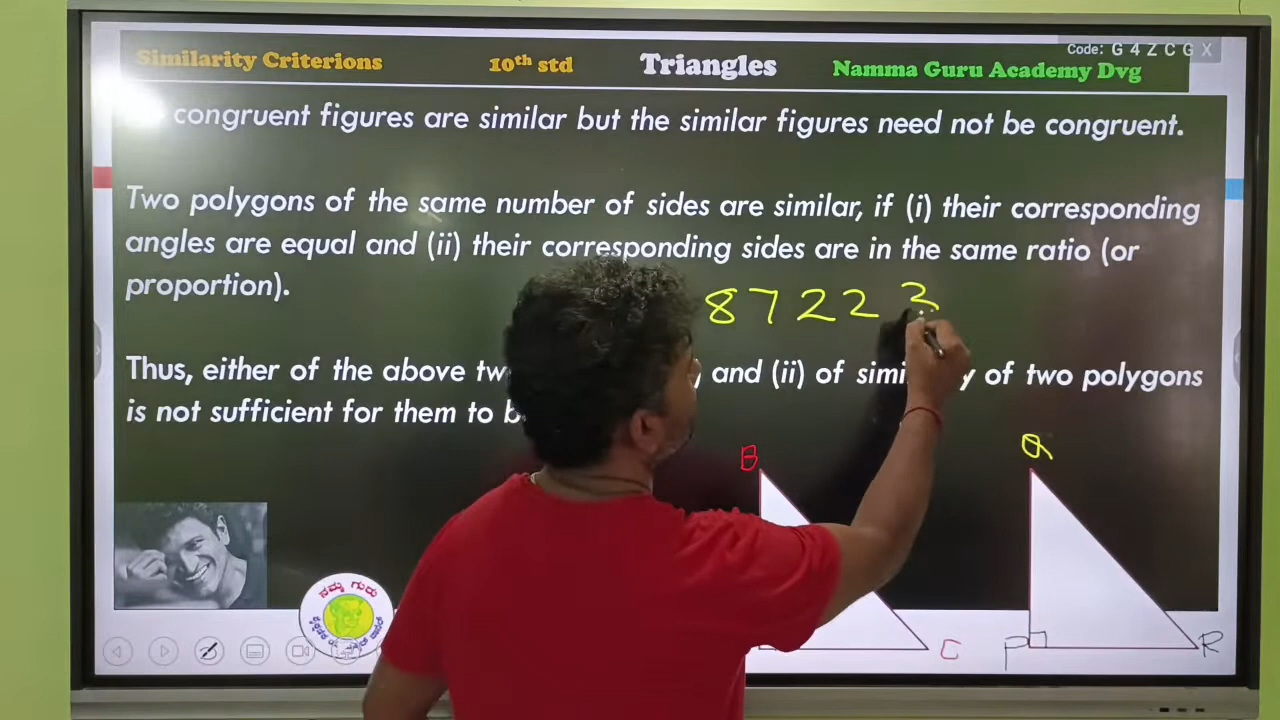 Code: G 4 Z C G X
Similarity Criterions 10th std Triangles Namma Guru Academy Dvg
congruent figures are similar but the similar figures need not be congruent.
Two polygons of the same number of sides are similar, if (i) their corresponding
angles are equal and (ii) their corresponding sides are in the same ratio (or
proportion).
8 7 2 2
Thus, either of the above and (ii) of of two polygons
is not sufficient for them to
B
Q
C
P
R
ನಮ್ಮ ಗುರು